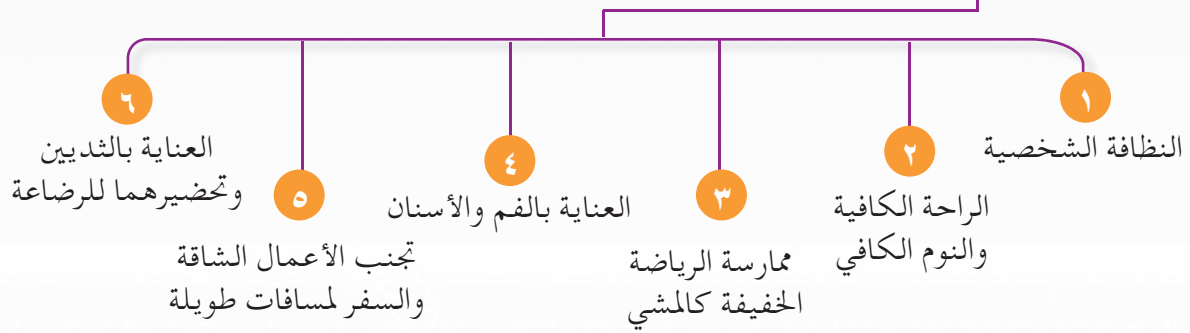 ١
النظافة الشخصية
٢
الراحة الكافية
والنوم الكافي
٣
ممارسة الرياضة
الخفيفة كالمشي
٤
العناية بالفم والأسنان
٥
تجنب الأعمال الشاقة
والسفر لمسافات طويلة
٦
العناية بالثديين
وتحضيرهما للرضاعة